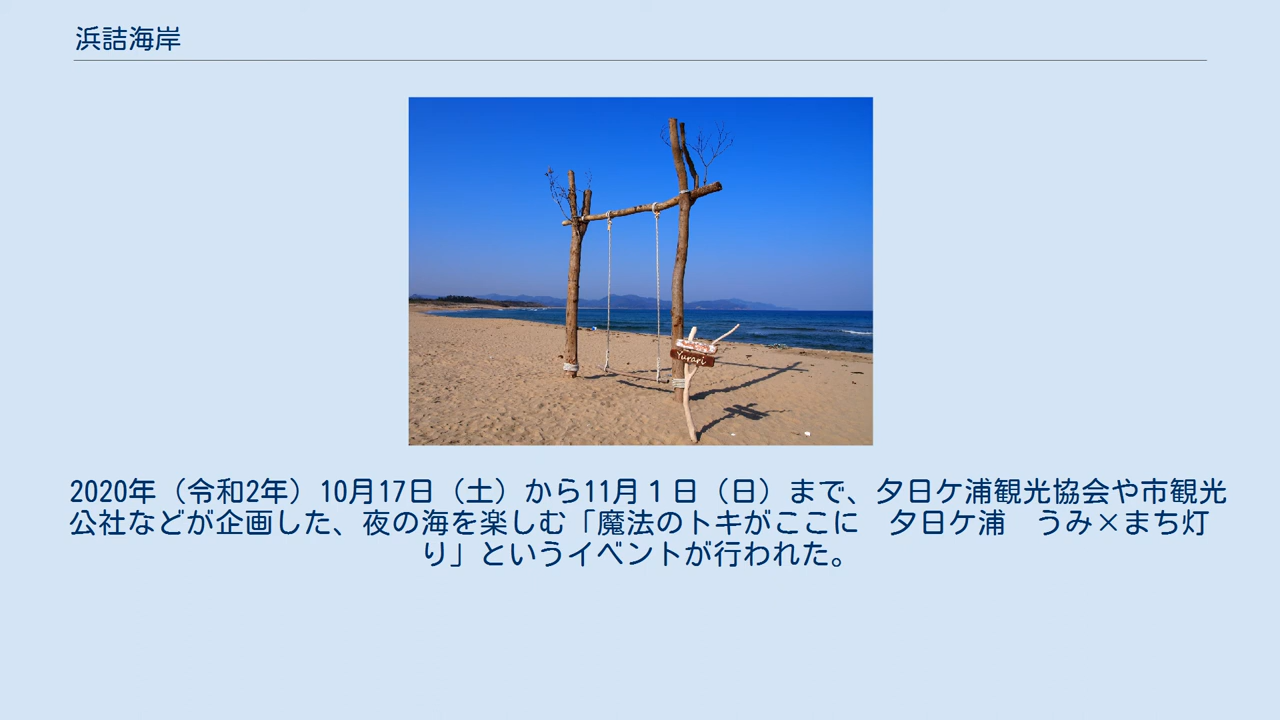 浜詰海岸
Yurari
2020年（令和2年）10月17日（土）から11月１日（日）まで、夕日ケ浦観光協会や市観光
公社などが企画した、夜の海を楽しむ「魔法のトキがここに　夕日ケ浦　うみ×まち灯
り」というイベントが行われた。